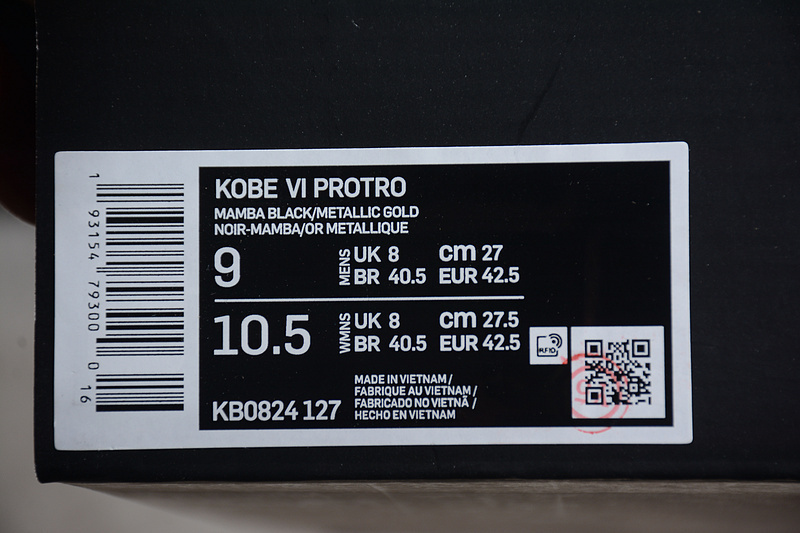 1 93154 79300 0 16
KOBE VI PROTRO
MAMBA BLACK/METALLIC GOLD
NOIR-MAMBA/OR METALLIQUE
9 MENS UK 8 cm 27
BR 40.5 EUR 42.5
10.5 WMNS UK 8 cm 27.5
BR 40.5 EUR 42.5
RFID
KB0824 127
MADE IN VIETNAM /
FABRIQUE AU VIETNAM /
FABRICADO NO VIETNÃ /
HECHO EN VIETNAM